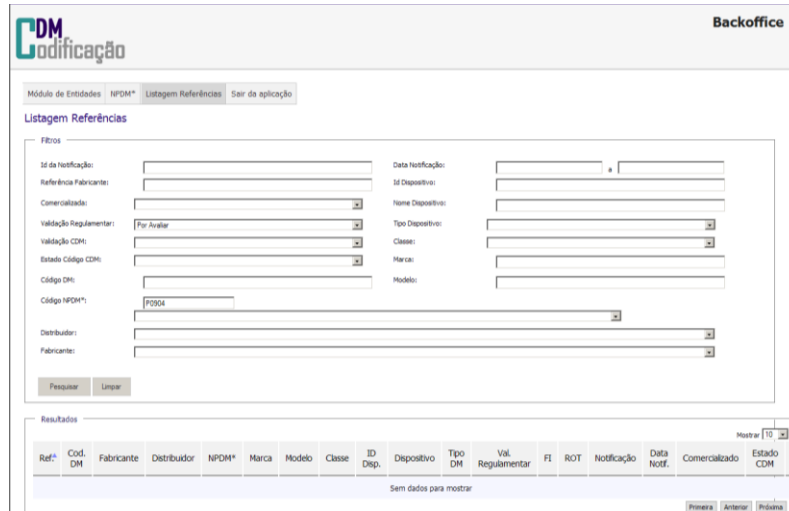 CDM
Codificação
Backoffice
Módulo de Entidades NPDM* Listagem Referências Sair da aplicação
Listagem Referências
Filtros
Id da Notificação: Data Notificação: a
Referência Fabricante: Id Dispositivo:
Comercializada: Nome Dispositivo:
Validação Regulamentar: Por Avaliar Tipo Dispositivo:
Validação CDM: Classe:
Estado Código CDM: Marca:
Código DM: Modelo:
Código NPDM*: P0904
Distribuidor:
Fabricante:
Pesquisar Limpar
Resultados
Mostrar 10
Ref. Cod. DM Fabricante Distribuidor NPDM* Marca Modelo Classe ID Disp. Dispositivo Tipo DM Val. Regulamentar FI ROT Notificação Data Notif. Comercializado Estado CDM
Sem dados para mostrar
Primeira Anterior Próxima